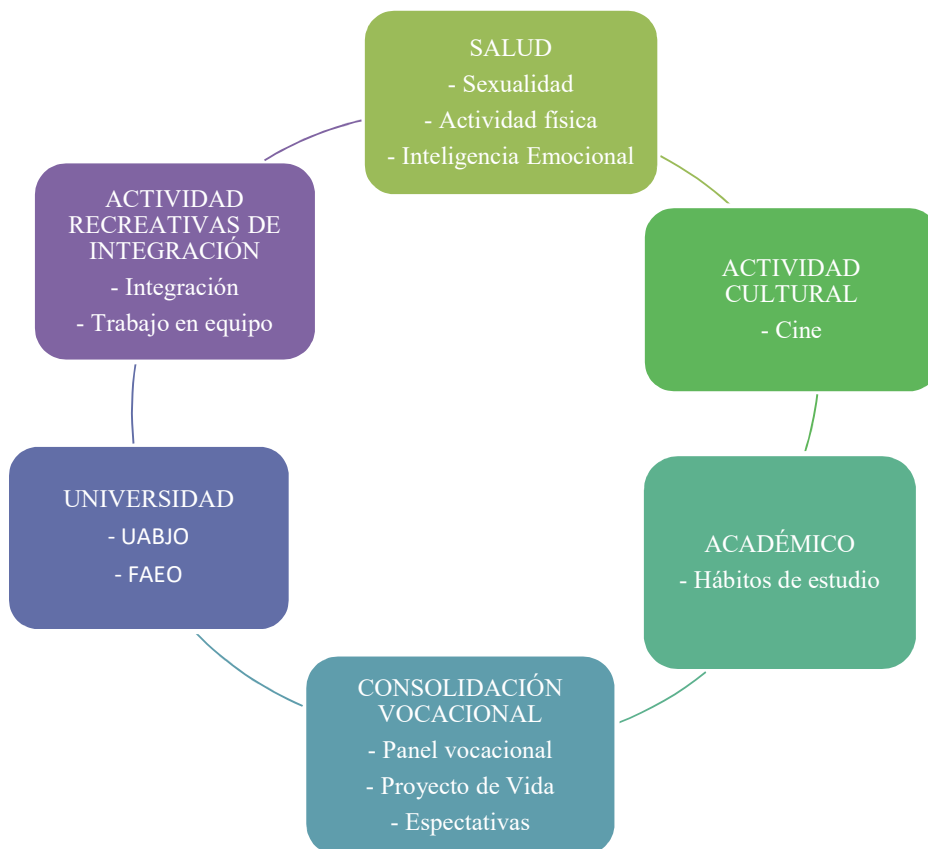 SALUD
- Sexualidad
- Actividad física
- Inteligencia Emocional
ACTIVIDAD
CULTURAL
- Cine
ACADÉMICO
- Hábitos de estudio
CONSOLIDACIÓN
VOCACIONAL
- Panel vocacional
- Proyecto de Vida
- Espectativas
UNIVERSIDAD
- UABJO
- FAEO
ACTIVIDAD
RECREATIVAS DE
INTEGRACIÓN
- Integración
- Trabajo en equipo